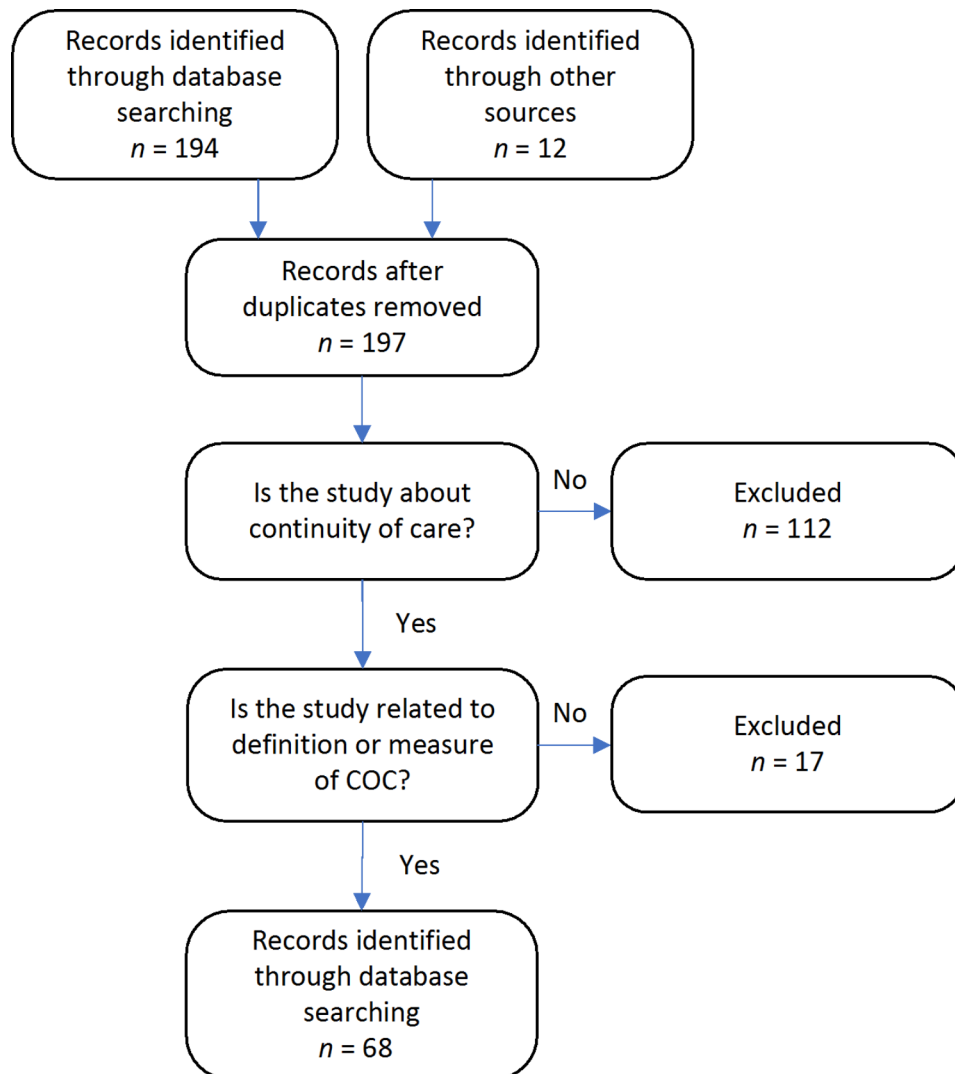 Records identified
through database
searching
n = 194
Records identified
through other
sources
n = 12
Records after
duplicates removed
n = 197
Is the study about
continuity of care?
No
Excluded
n = 112
Yes
Is the study related to
definition or measure
of COC?
No
Excluded
n = 17
Yes
Records identified
through database
searching
n = 68